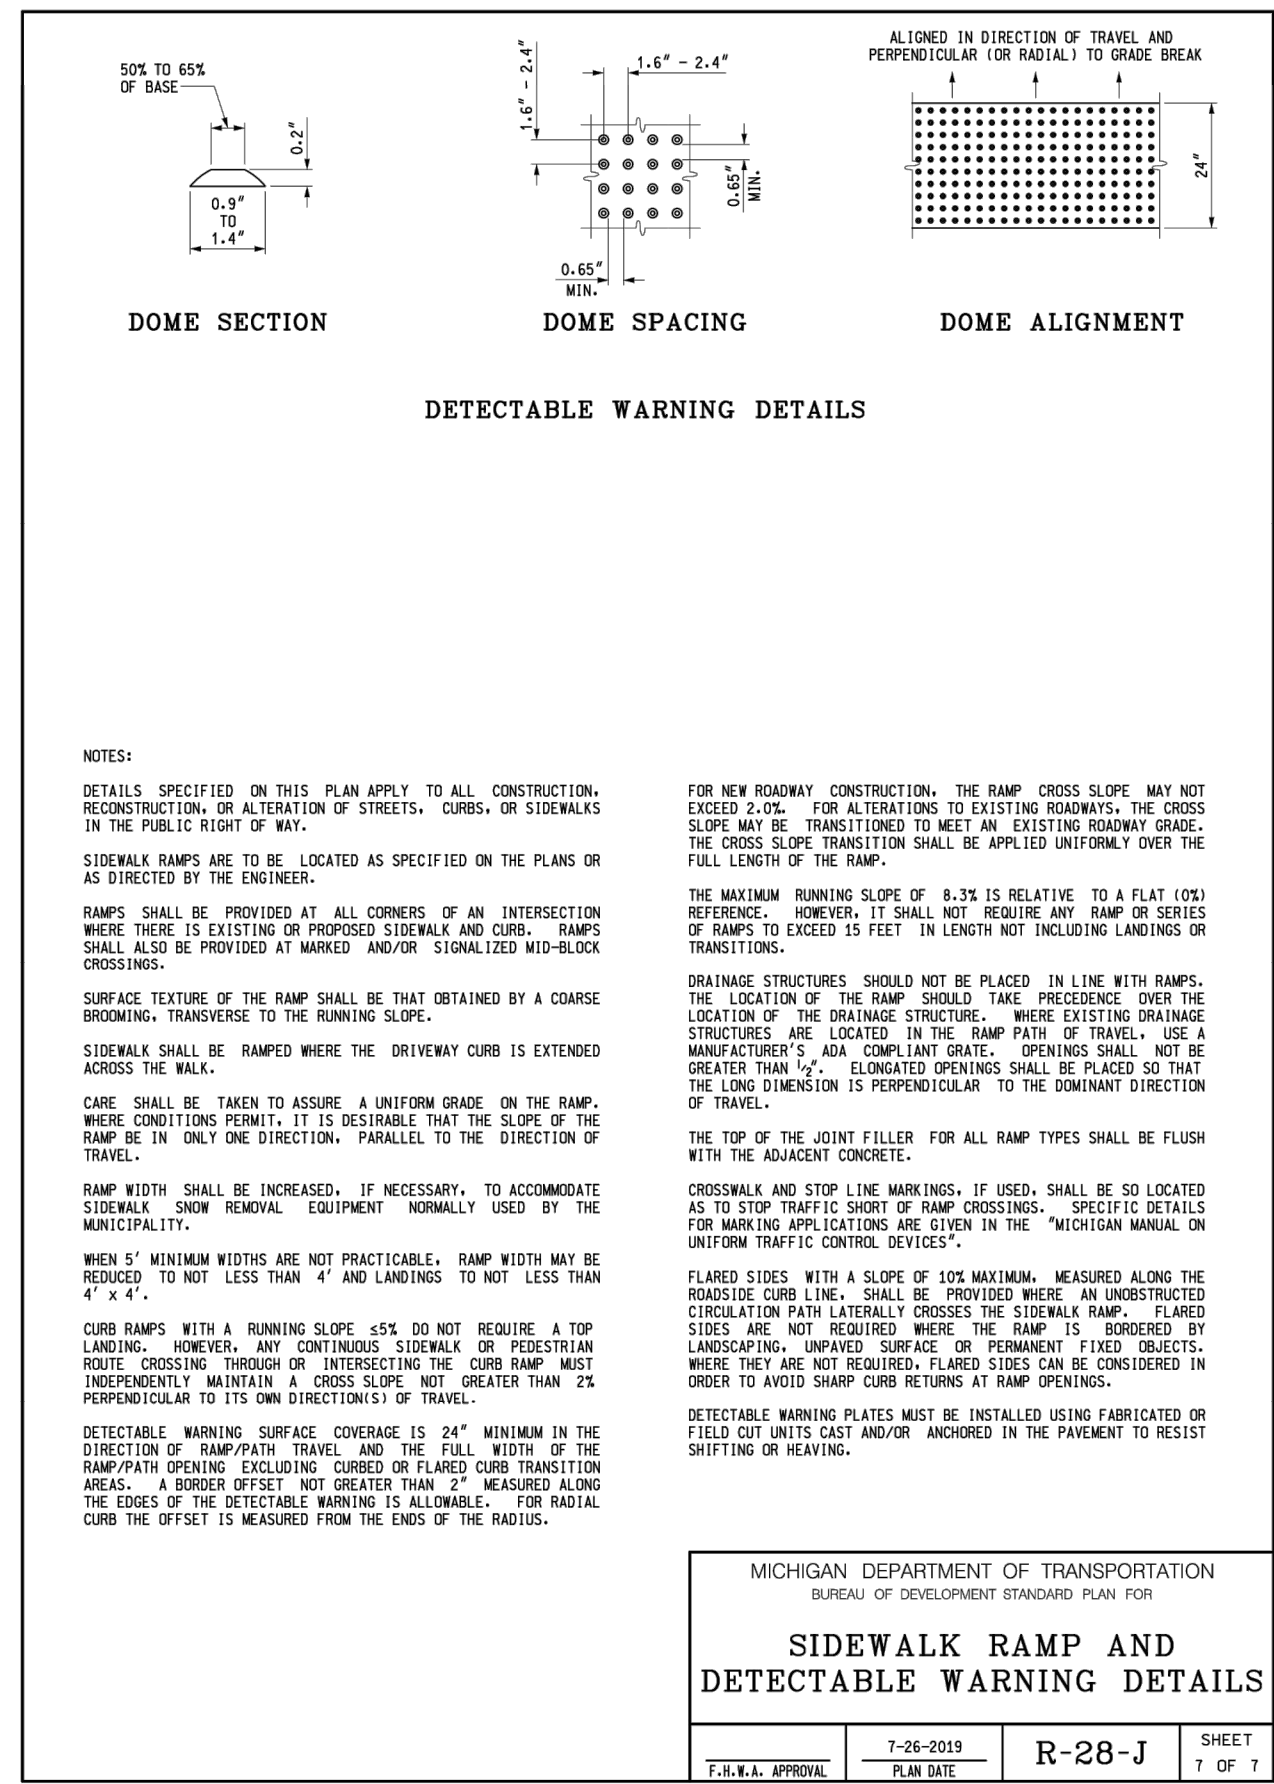 50% TO 65%
OF BASE
0.2"
0.9"
TO
1.4"
DOME SECTION
1.6" - 2.4"
1.6" - 2.4"
0.65"
MIN.
0.65"
MIN.
DOME SPACING
ALIGNED IN DIRECTION OF TRAVEL AND
PERPENDICULAR (OR RADIAL) TO GRADE BREAK
24"
DOME ALIGNMENT
DETECTABLE WARNING DETAILS
NOTES:
DETAILS SPECIFIED ON THIS PLAN APPLY TO ALL CONSTRUCTION,
RECONSTRUCTION, OR ALTERATION OF STREETS, CURBS, OR SIDEWALKS
IN THE PUBLIC RIGHT OF WAY.
SIDEWALK RAMPS ARE TO BE LOCATED AS SPECIFIED ON THE PLANS OR
AS DIRECTED BY THE ENGINEER.
RAMPS SHALL BE PROVIDED AT ALL CORNERS OF AN INTERSECTION
WHERE THERE IS EXISTING OR PROPOSED SIDEWALK AND CURB. RAMPS
SHALL ALSO BE PROVIDED AT MARKED AND/OR SIGNALIZED MID-BLOCK
CROSSINGS.
SURFACE TEXTURE OF THE RAMP SHALL BE THAT OBTAINED BY A COARSE
BROOMING, TRANSVERSE TO THE RUNNING SLOPE.
SIDEWALK SHALL BE RAMPED WHERE THE DRIVEWAY CURB IS EXTENDED
ACROSS THE WALK.
CARE SHALL BE TAKEN TO ASSURE A UNIFORM GRADE ON THE RAMP.
WHERE CONDITIONS PERMIT, IT IS DESIRABLE THAT THE SLOPE OF THE
RAMP BE IN ONLY ONE DIRECTION, PARALLEL TO THE DIRECTION OF
TRAVEL.
RAMP WIDTH SHALL BE INCREASED, IF NECESSARY, TO ACCOMMODATE
SIDEWALK SNOW REMOVAL EQUIPMENT NORMALLY USED BY THE
MUNICIPALITY.
WHEN 5' MINIMUM WIDTHS ARE NOT PRACTICABLE, RAMP WIDTH MAY BE
REDUCED TO NOT LESS THAN 4' AND LANDINGS TO NOT LESS THAN
4' x 4'.
CURB RAMPS WITH A RUNNING SLOPE ≤5% DO NOT REQUIRE A TOP
LANDING. HOWEVER, ANY CONTINUOUS SIDEWALK OR PEDESTRIAN
ROUTE CROSSING THROUGH OR INTERSECTING THE CURB RAMP MUST
INDEPENDENTLY MAINTAIN A CROSS SLOPE NOT GREATER THAN 2%
PERPENDICULAR TO ITS OWN DIRECTION(S) OF TRAVEL.
DETECTABLE WARNING SURFACE COVERAGE IS 24" MINIMUM IN THE
DIRECTION OF RAMP/PATH TRAVEL AND THE FULL WIDTH OF THE
RAMP/PATH OPENING EXCLUDING CURBED OR FLARED CURB TRANSITION
AREAS. A BORDER OFFSET NOT GREATER THAN 2" MEASURED ALONG
THE EDGES OF THE DETECTABLE WARNING IS ALLOWABLE. FOR RADIAL
CURB THE OFFSET IS MEASURED FROM THE ENDS OF THE RADIUS.
FOR NEW ROADWAY CONSTRUCTION, THE RAMP CROSS SLOPE MAY NOT
EXCEED 2.0%. FOR ALTERATIONS TO EXISTING ROADWAYS, THE CROSS
SLOPE MAY BE TRANSITIONED TO MEET AN EXISTING ROADWAY GRADE.
THE CROSS SLOPE TRANSITION SHALL BE APPLIED UNIFORMLY OVER THE
FULL LENGTH OF THE RAMP.
THE MAXIMUM RUNNING SLOPE OF 8.3% IS RELATIVE TO A FLAT (0%)
REFERENCE. HOWEVER, IT SHALL NOT REQUIRE ANY RAMP OR SERIES
OF RAMPS TO EXCEED 15 FEET IN LENGTH NOT INCLUDING LANDINGS OR
TRANSITIONS.
DRAINAGE STRUCTURES SHOULD NOT BE PLACED IN LINE WITH RAMPS.
THE LOCATION OF THE RAMP SHOULD TAKE PRECEDENCE OVER THE
LOCATION OF THE DRAINAGE STRUCTURE. WHERE EXISTING DRAINAGE
STRUCTURES ARE LOCATED IN THE RAMP PATH OF TRAVEL, USE A
MANUFACTURER'S ADA COMPLIANT GRATE. OPENINGS SHALL NOT BE
GREATER THAN 1/2". ELONGATED OPENINGS SHALL BE PLACED SO THAT
THE LONG DIMENSION IS PERPENDICULAR TO THE DOMINANT DIRECTION
OF TRAVEL.
THE TOP OF THE JOINT FILLER FOR ALL RAMP TYPES SHALL BE FLUSH
WITH THE ADJACENT CONCRETE.
CROSSWALK AND STOP LINE MARKINGS, IF USED, SHALL BE SO LOCATED
AS TO STOP TRAFFIC SHORT OF RAMP CROSSINGS. SPECIFIC DETAILS
FOR MARKING APPLICATIONS ARE GIVEN IN THE "MICHIGAN MANUAL ON
UNIFORM TRAFFIC CONTROL DEVICES".
FLARED SIDES WITH A SLOPE OF 10% MAXIMUM, MEASURED ALONG THE
ROADSIDE CURB LINE, SHALL BE PROVIDED WHERE AN UNOBSTRUCTED
CIRCULATION PATH LATERALLY CROSSES THE SIDEWALK RAMP. FLARED
SIDES ARE NOT REQUIRED WHERE THE RAMP IS BORDERED BY
LANDSCAPING, UNPAVED SURFACE OR PERMANENT FIXED OBJECTS.
WHERE THEY ARE NOT REQUIRED, FLARED SIDES CAN BE CONSIDERED IN
ORDER TO AVOID SHARP CURB RETURNS AT RAMP OPENINGS.
DETECTABLE WARNING PLATES MUST BE INSTALLED USING FABRICATED OR
FIELD CUT UNITS CAST AND/OR ANCHORED IN THE PAVEMENT TO RESIST
SHIFTING OR HEAVING.
MICHIGAN DEPARTMENT OF TRANSPORTATION
BUREAU OF DEVELOPMENT STANDARD PLAN FOR
SIDEWALK RAMP AND
DETECTABLE WARNING DETAILS
F.H.W.A. APPROVAL
7-26-2019
PLAN DATE
R-28-J
SHEET
7 OF 7